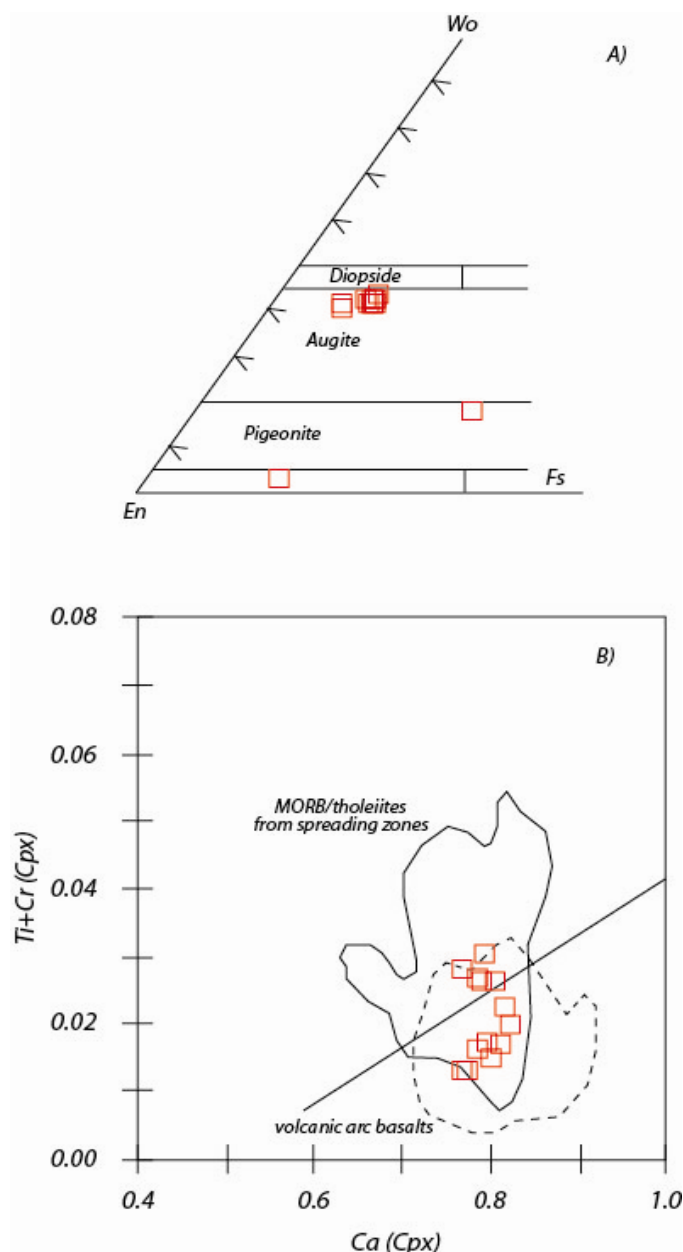 Wo
A)
Diopside
Augite
Pigeonite
Fs
En
0.08
B)
0.06
MORB/tholeiites
from spreading zones
0.04
Ti+Cr (Cpx)
0.02
volcanic arc basalts
0.00
0.4
0.6
0.8
1.0
Ca (Cpx)